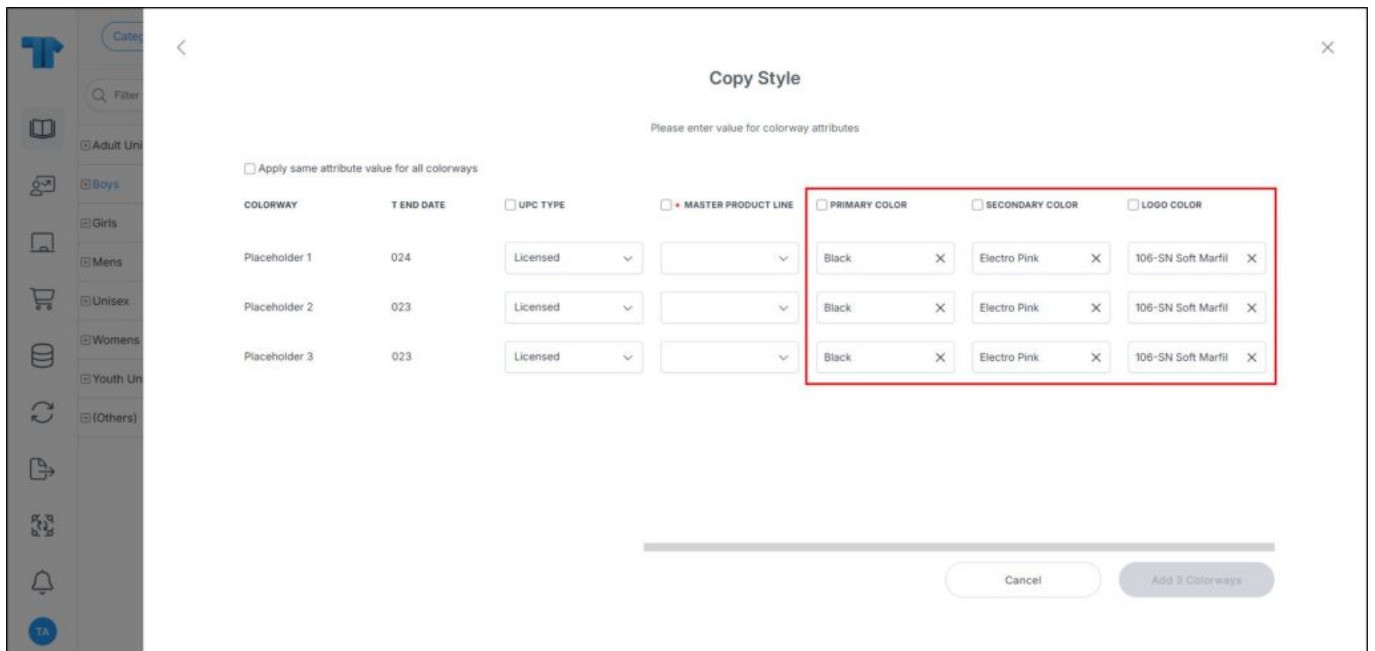 Categ
Copy Style
Filter
Please enter value for colorway attributes
Adult Uni
Apply same attribute value for all colorways
Boys
COLORWAY T END DATE UPC TYPE * MASTER PRODUCT LINE PRIMARY COLOR SECONDARY COLOR LOGO COLOR
Girls
Mens
Placeholder 1 024 Licensed Black Electro Pink 106-SN Soft Marfil
Unisex
Placeholder 2 023 Licensed Black Electro Pink 106-SN Soft Marfil
Womens
Placeholder 3 023 Licensed Black Electro Pink 106-SN Soft Marfil
Youth Un
(Others)
Cancel Add 3 Colorways
TA